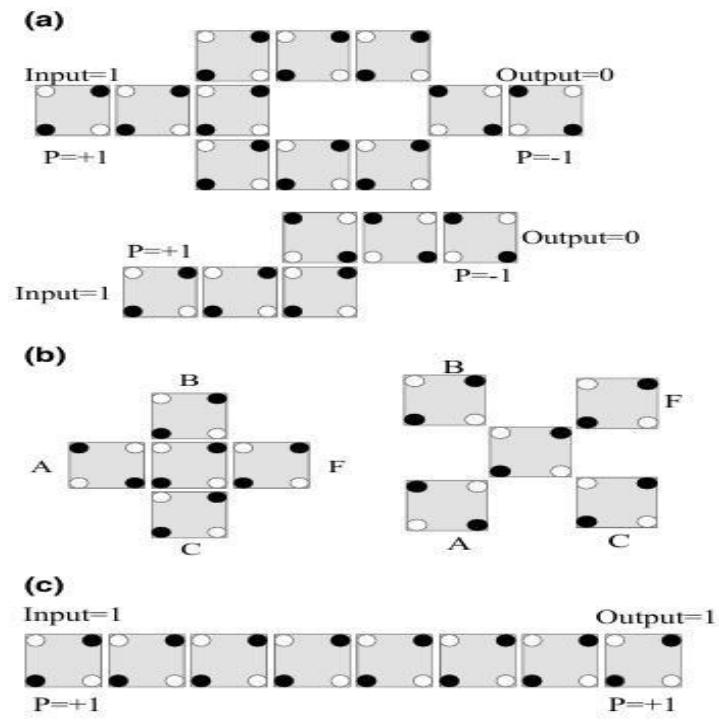 (a)
Input=1
Output=0
P=+1
P=-1
P=+1
Output=0
P=-1
Input=1
(b)
B
A
F
C
B
F
A
C
(c)
Input=1
Output=1
P=+1
P=+1